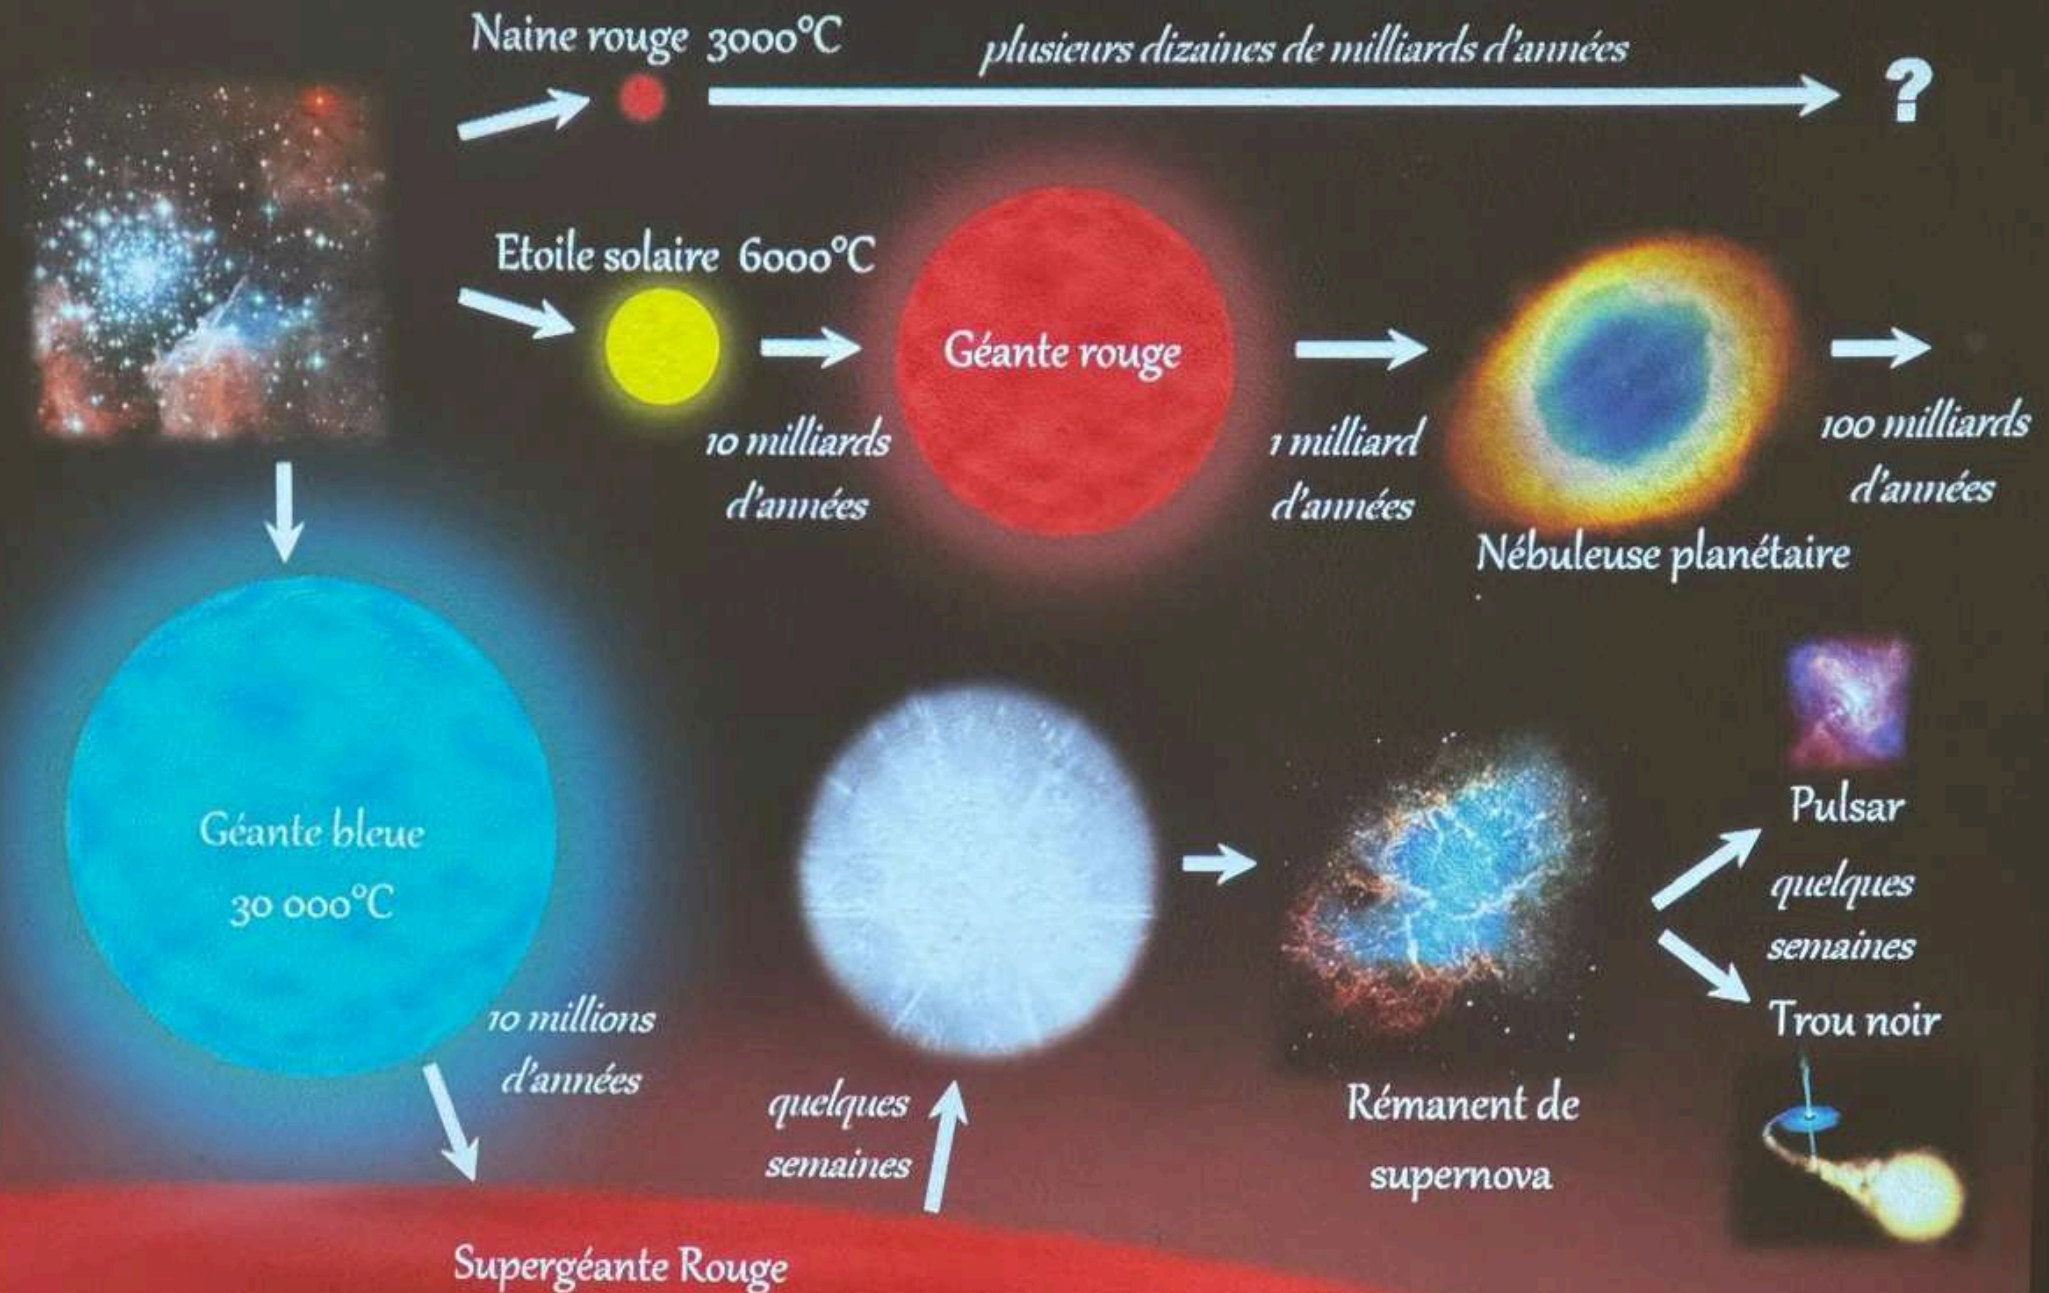 Naine rouge 3000°C
plusieurs dizaines de milliards d'années
?
Etoile solaire 6000°C
Géante rouge
10 milliards
d'années
1 milliard
d'années
100 milliards
d'années
Nébuleuse planétaire
Géante bleue
30 000°C
10 millions
d'années
quelques
semaines
Rémanent de
supernova
Pulsar
quelques
semaines
Trou noir
Supergéante Rouge